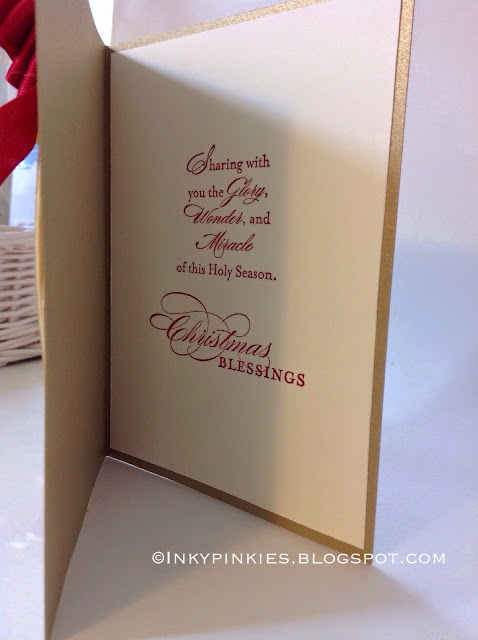 Sharing with
you the Glory,
Wonder, and
Miracle
of this Holy Season.
Christmas
BLESSINGS
©INKYPINKIES.BLOGSPOT.COM